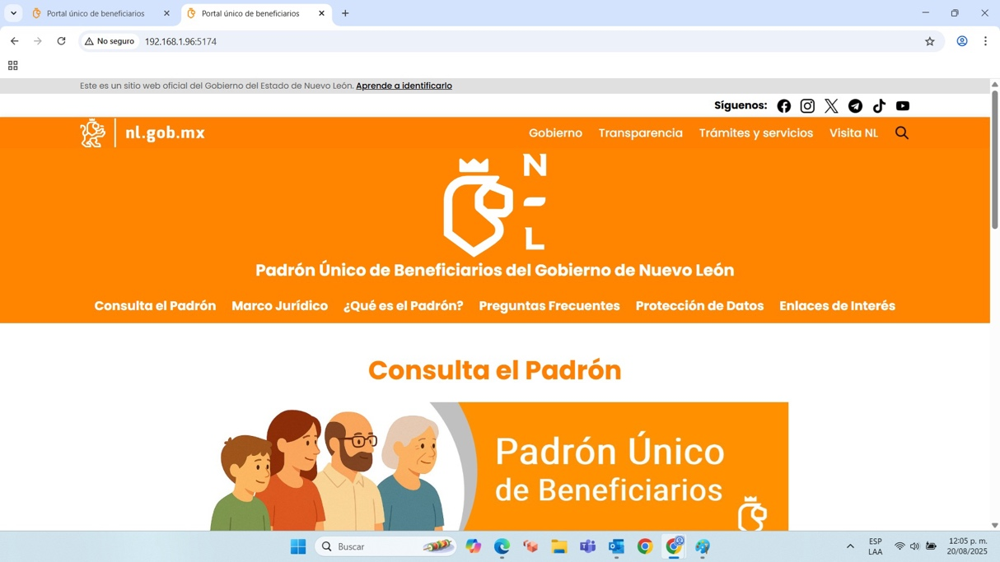 Portal único de beneficiarios
Portal único de beneficiarios
No seguro
192.168.1.96:5174
Este es un sitio web oficial del Gobierno del Estado de Nuevo León. Aprende a identificarlo
Síguenos:
nl.gob.mx
Gobierno
Transparencia
Trámites y servicios
Visita NL
N
L
Padrón Único de Beneficiarios del Gobierno de Nuevo León
Consulta el Padrón
Marco Jurídico
¿Qué es el Padrón?
Preguntas Frecuentes
Protección de Datos
Enlaces de Interés
Consulta el Padrón
Padrón Único
de Beneficiarios
Buscar
ESP
LAA
12:05 p. m.
20/08/2025